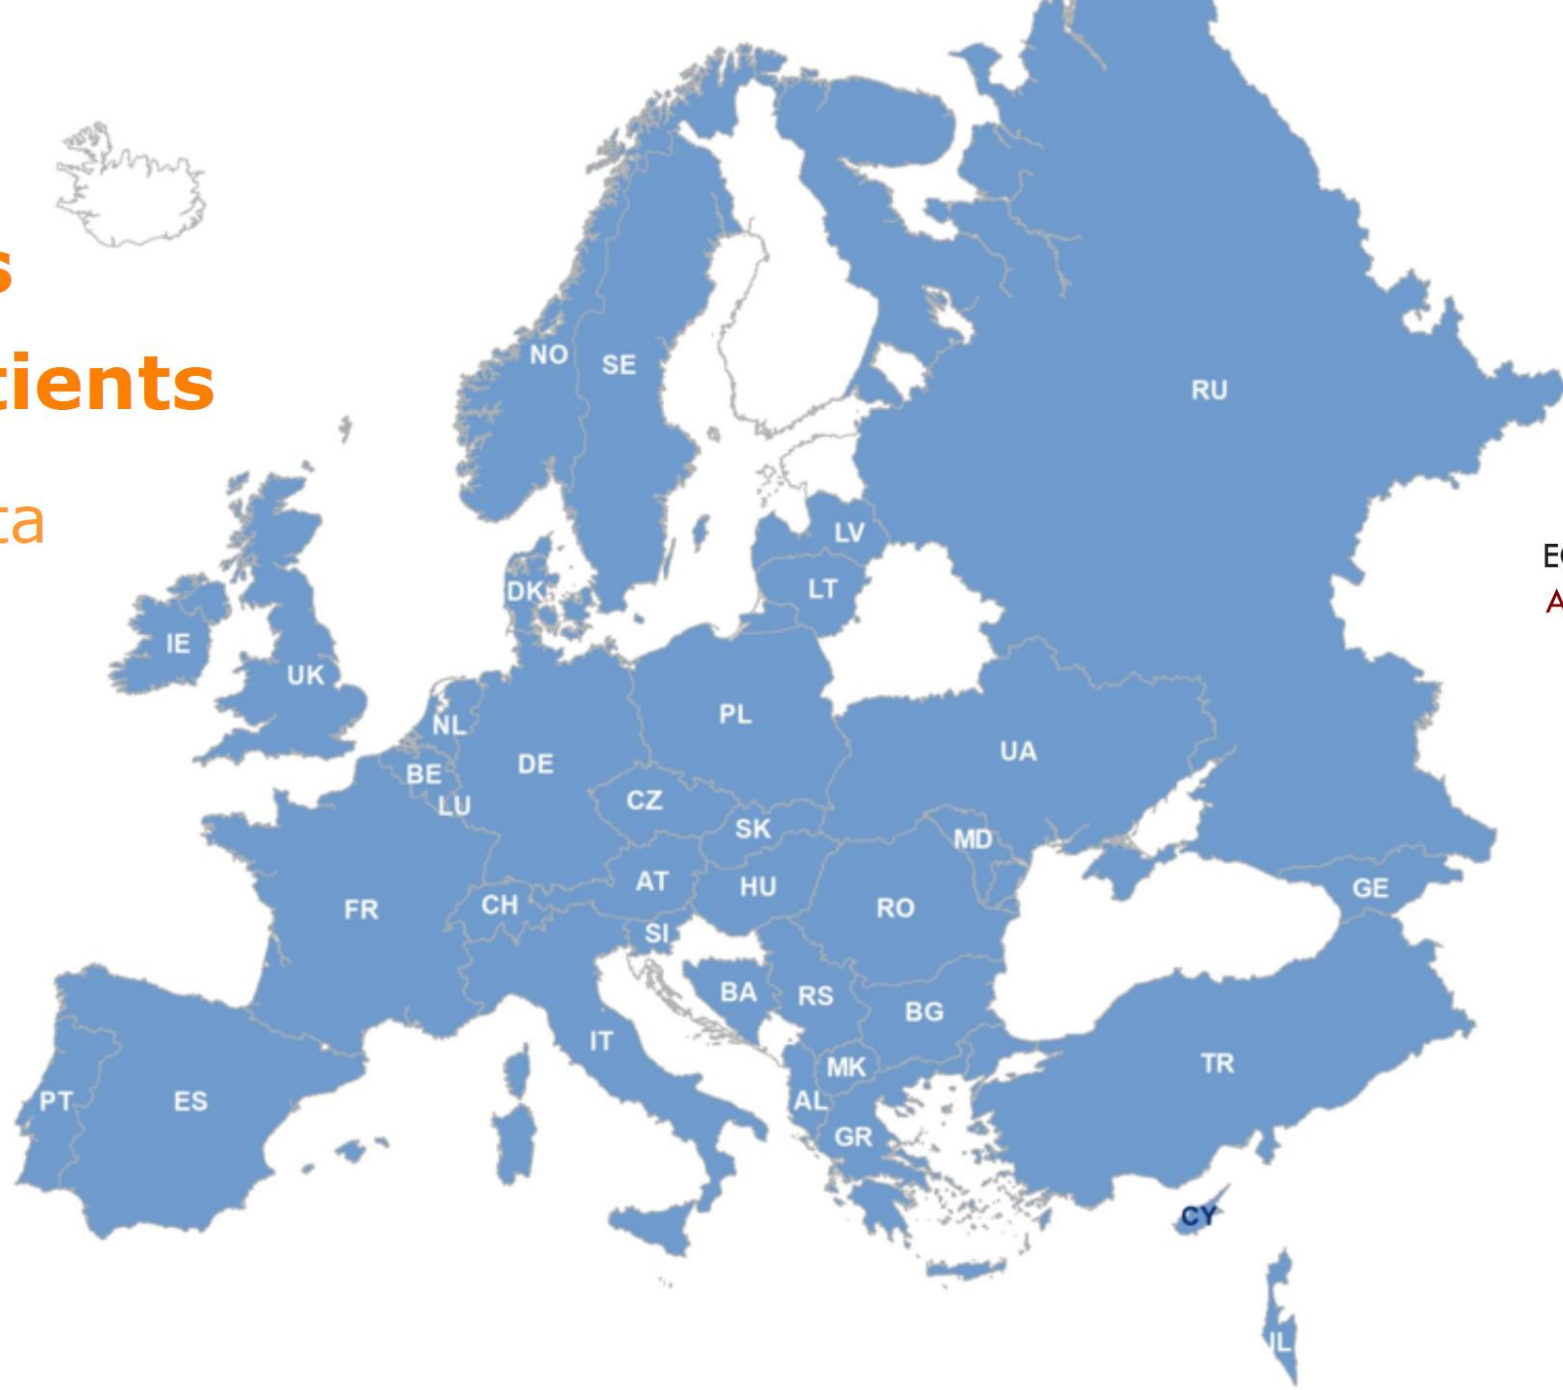 s
tients
ta
NO
SE
RU
LV
LT
DK
IE
UK
NL
PL
DE
UA
BE
CZ
LU
SK
MD
AT
HU
GE
CH
FR
RO
SI
BA
RS
BG
IT
TR
MK
PT
ES
AL
GR
CY
IL
A